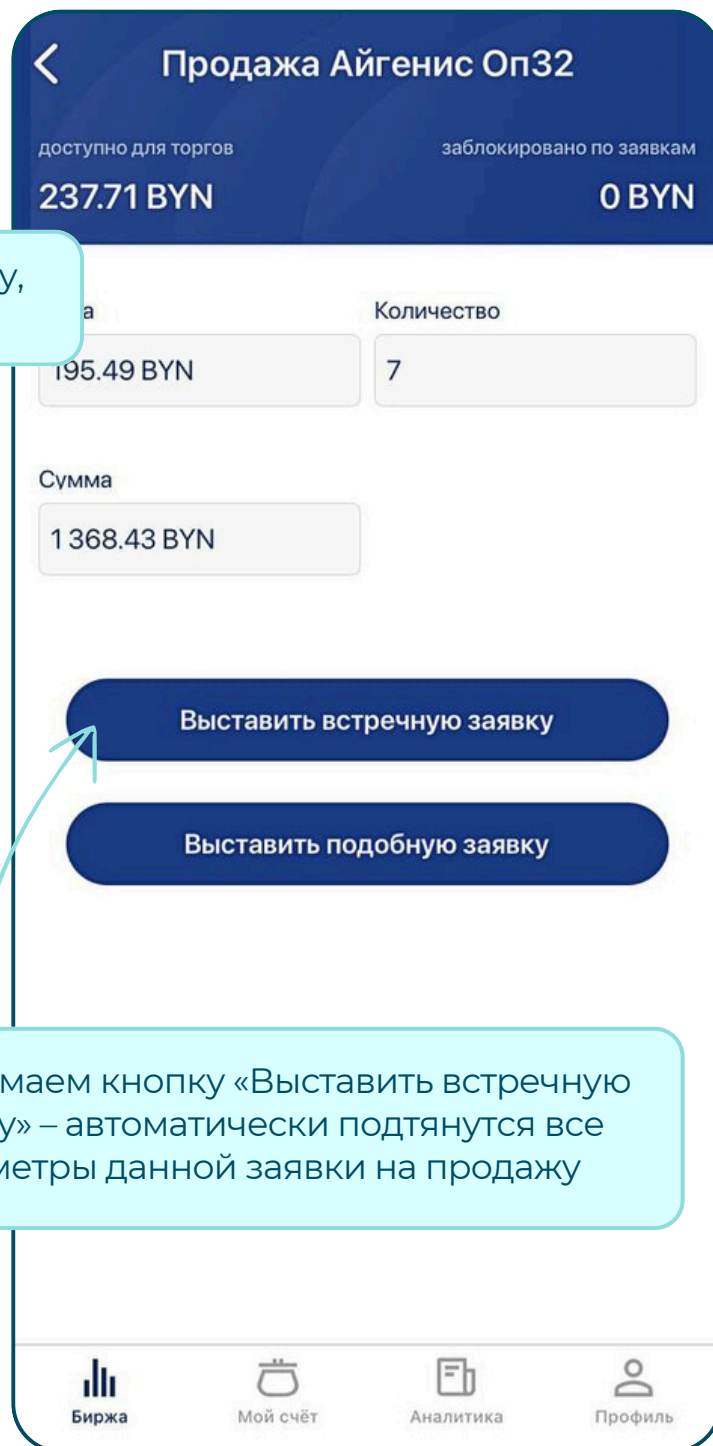 Продажа Айгенис Оп32
доступно для торгов
заблокировано по заявкам
237.71 BYN
0 BYN
у,
а
Количество
195.49 BYN
7
Сумма
1 368.43 BYN
Выставить встречную заявку
Выставить подобную заявку
маем кнопку «Выставить встречную
у» – автоматически подтянутся все
метры данной заявки на продажу
Биржа
Мой счёт
Аналитика
Профиль